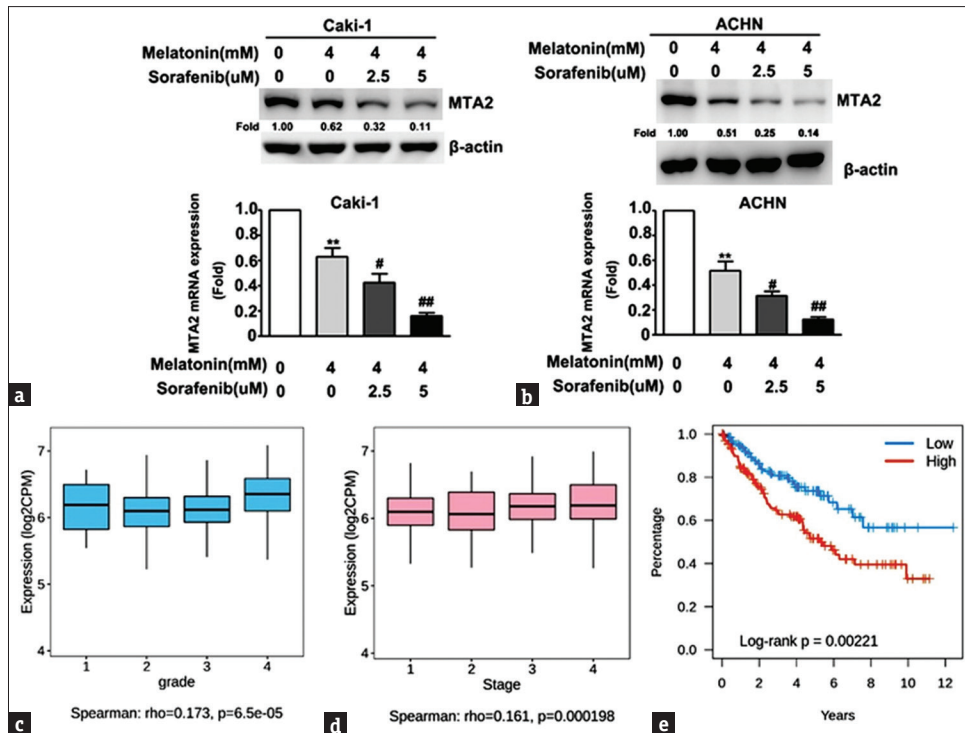 Caki-1
Melatonin(mM) 0 4 4 4
Sorafenib(uM) 0 0 2.5 5
MTA2
Fold 1.00 0.62 0.32 0.11
β-actin
Caki-1
MTA2 mRNA expression
(Fold)
1.0
0.8
0.6
0.4
0.2
0
**
#
##
Melatonin(mM) 0 4 4 4
Sorafenib(uM) 0 0 2.5 5
a
ACHN
Melatonin(mM) 0 4 4 4
Sorafenib(uM) 0 0 2.5 5
MTA2
Fold 1.00 0.51 0.25 0.14
β-actin
ACHN
MTA2 mRNA expression
(Fold)
1.0
0.8
0.6
0.4
0.2
0
**
#
##
Melatonin(mM) 0 4 4 4
Sorafenib(uM) 0 0 2.5 5
b
Expression (log2CPM)
7
6
5
4
1 2 3 4
grade
Spearman: rho=0.173, p=6.5e-05
c
Expression (log2CPM)
7
6
5
4
1 2 3 4
Stage
Spearman: rho=0.161, p=0.000198
d
Percentage
1.0
0.8
0.6
0.4
0.2
0.0
Low
High
Log-rank p = 0.00221
0 2 4 6 8 10 12
Years
e